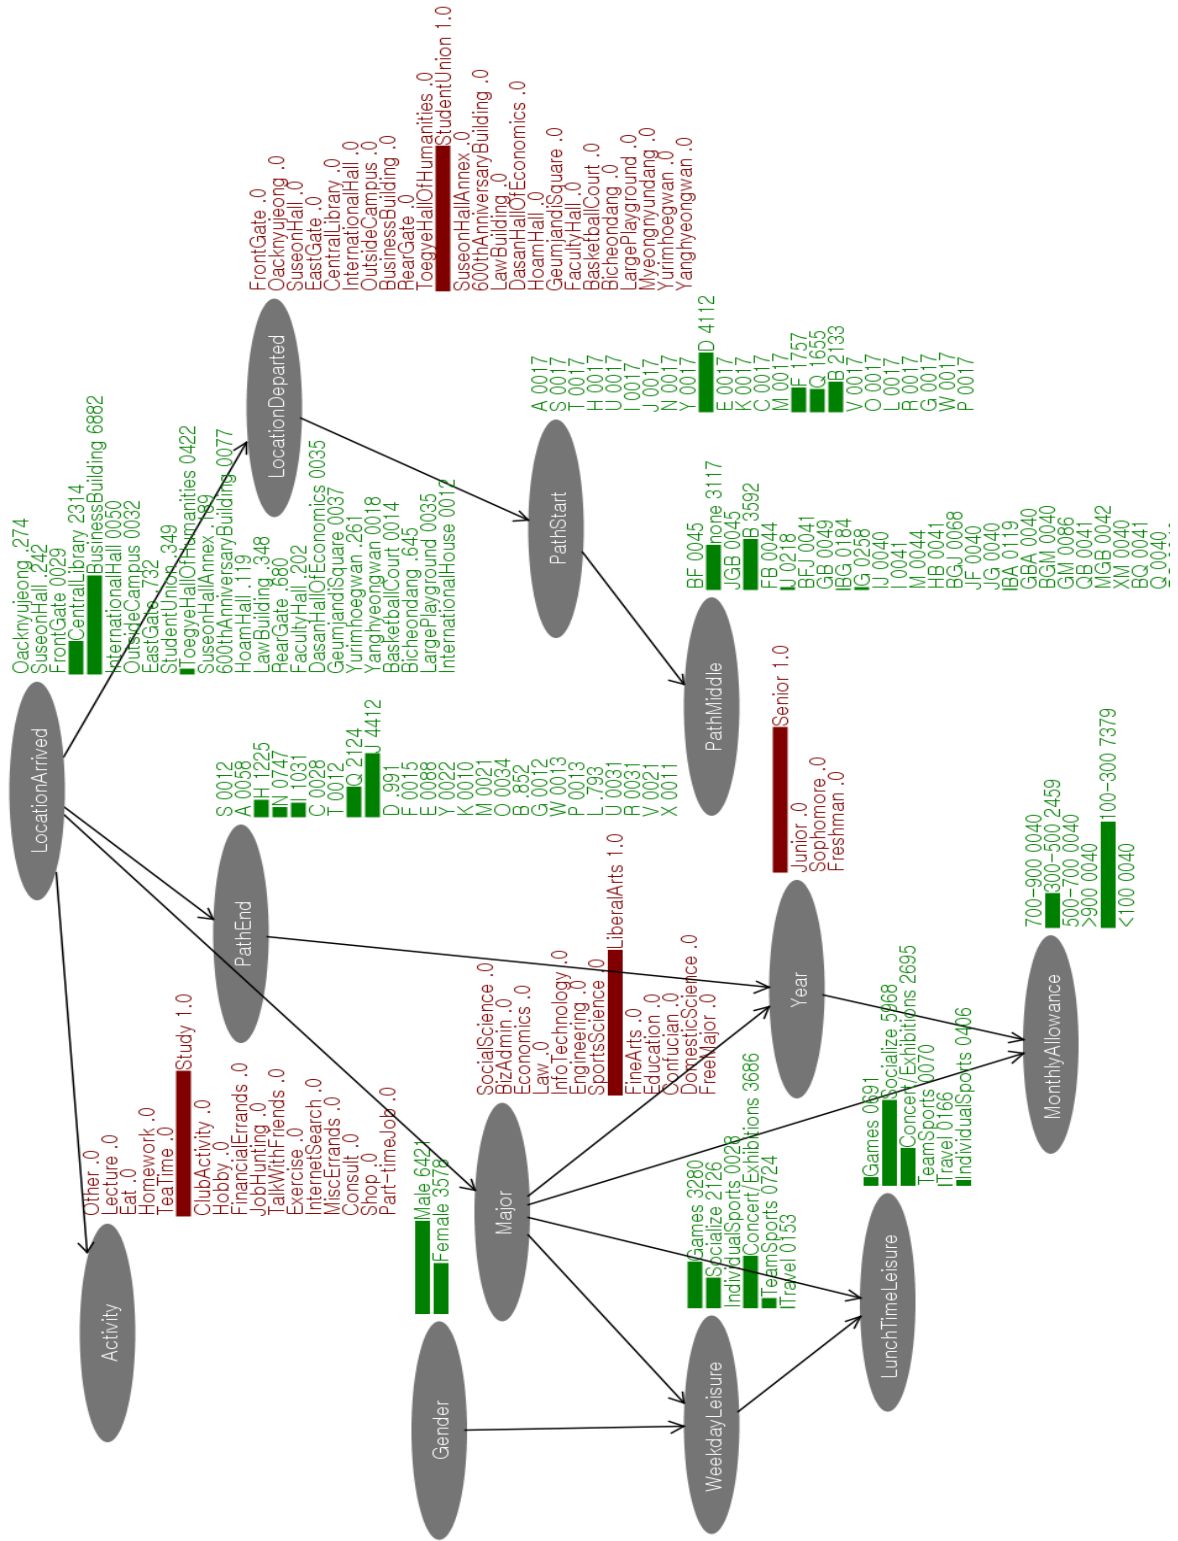 LocationArrived
Oacknyujeong .274
SuseonHall .242
FrontGate 0029
CentralLibrary 2314
BusinessBuilding 6882
InternationalHall 0050
OutsideCampus 0032
EastGate .732
StudentUnion .349
ToegyeHallOfHumanities 0422
SuseonHallAnnex .189
600thAnniversaryBuilding 0077
HoamHall .119
LawBuilding .348
RearGate .680
FacultyHall .202
DasanHallOfEconomics 0035
GeumjandiSquare 0037
Yurimhoegwan .261
Yanghyeongwan 0018
BasketballCourt 0014
Bicheondang .645
LargePlayground 0035
InternationalHouse 0012
Activity
Other .0
Lecture .0
Eat .0
Homework .0
TeaTime .0
Study 1.0
ClubActivity .0
Hobby .0
FinancialErrands .0
JobHunting .0
TalkWithFriends .0
Exercise .0
InternetSearch .0
MiscErrands .0
Consult .0
Shop .0
Part-timeJob .0
PathEnd
S 0012
A 0058
H 1225
N 0747
I 1031
C 0028
T 0012
Q 2124
J 4412
D .991
F 0015
E 0088
Y 0022
K 0010
M 0021
O 0034
B .852
G 0012
W 0013
P 0013
L .793
U 0031
R 0031
V 0021
X 0011
LocationDeparted
FrontGate .0
Oacknyujeong .0
SuseonHall .0
EastGate .0
CentralLibrary .0
InternationalHall .0
OutsideCampus .0
BusinessBuilding .0
RearGate .0
ToegyeHallOfHumanities .0
StudentUnion 1.0
SuseonHallAnnex .0
600thAnniversaryBuilding .0
LawBuilding .0
DasanHallOfEconomics .0
HoamHall .0
GeumjandiSquare .0
FacultyHall .0
BasketballCourt .0
Bicheondang .0
LargePlayground .0
Myeongnyundang .0
Yurimhoegwan .0
Yanghyeongwan .0
Gender
Male 6421
Female 3578
Major
SocialScience .0
BizAdmin .0
Economics .0
Law .0
InfoTechnology .0
Engineering .0
SportsScience .0
LiberalArts 1.0
FineArts .0
Education .0
Confucian .0
DomesticScience .0
FreeMajor .0
PathStart
A 0017
S 0017
T 0017
H 0017
U 0017
I 0017
J 0017
N 0017
Y 0017
D 4112
E 0017
K 0017
C 0017
M 0017
F 1757
Q 1655
B 2133
V 0017
O 0017
L 0017
R 0017
G 0017
W 0017
P 0017
WeekdayLeisure
Games 3280
Socialize 2126
IndividualSports 0028
Concert/Exhibitions 3686
TeamSports 0724
Travel 0153
PathMiddle
BF 0045
none 3117
JGB 0045
B 3592
FB 0044
J 0218
BFJ 0041
GB 0049
BG 0184
G 0258
IJ 0040
I 0041
M 0044
HB 0041
BGJ 0068
JF 0040
JG 0040
BA 0119
GBA 0040
BGM 0040
GM 0086
QB 0041
MGB 0042
XM 0040
BQ 0041
Q 0040
Year
Senior 1.0
Junior .0
Sophomore .0
Freshman .0
LunchTimeLeisure
Games 0691
Socialize 5968
Concert/Exhibitions 2695
TeamSports 0070
Travel 0166
IndividualSports 0406
MonthlyAllowance
700-900 0040
300-500 2459
500-700 0040
>900 0040
100-300 7379
<100 0040